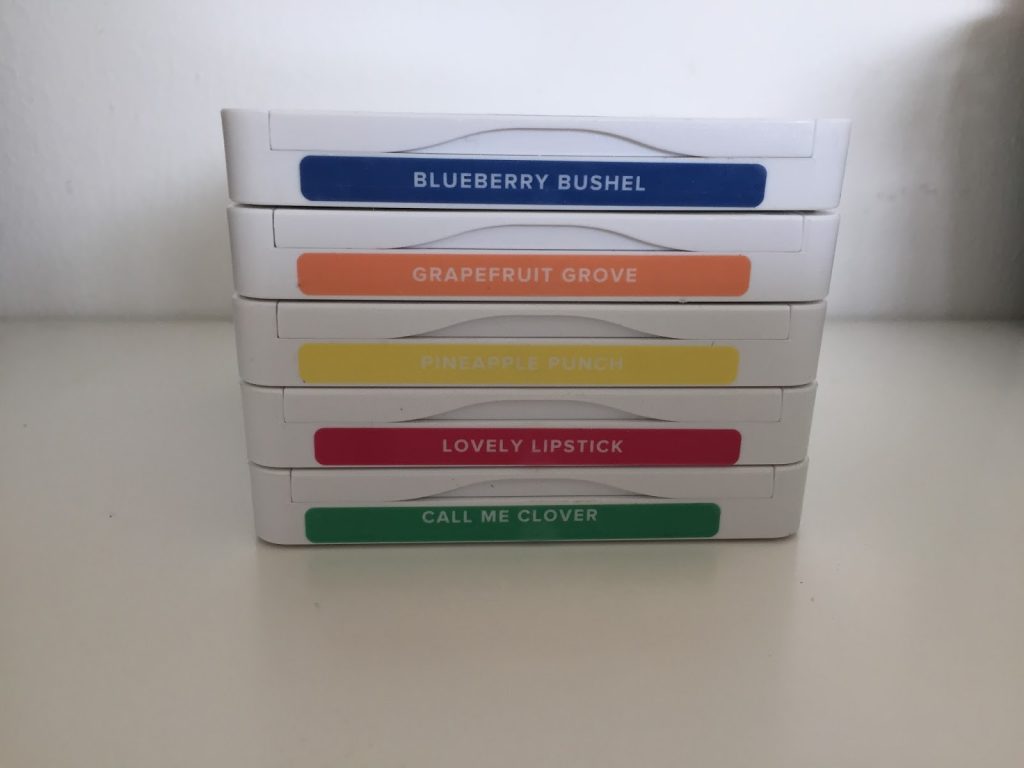 BLUEBERRY BUSHEL
GRAPEFRUIT GROVE
PINEAPPLE PUNCH
LOVELY LIPSTICK
CALL ME CLOVER